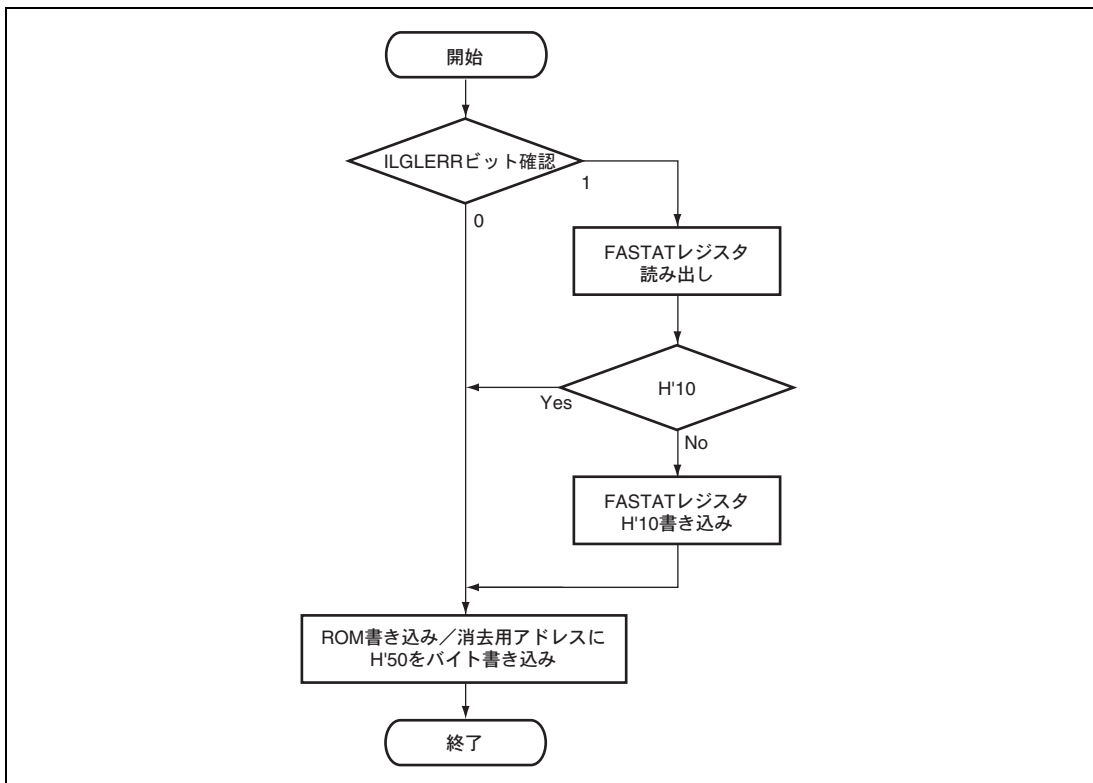 開始
ILGLERRビット確認
1
0
FASTATレジスタ
読み出し
H'10
Yes
No
FASTATレジスタ
H'10書き込み
ROM書き込み／消去用アドレスに
H'50をバイト書き込み
終了